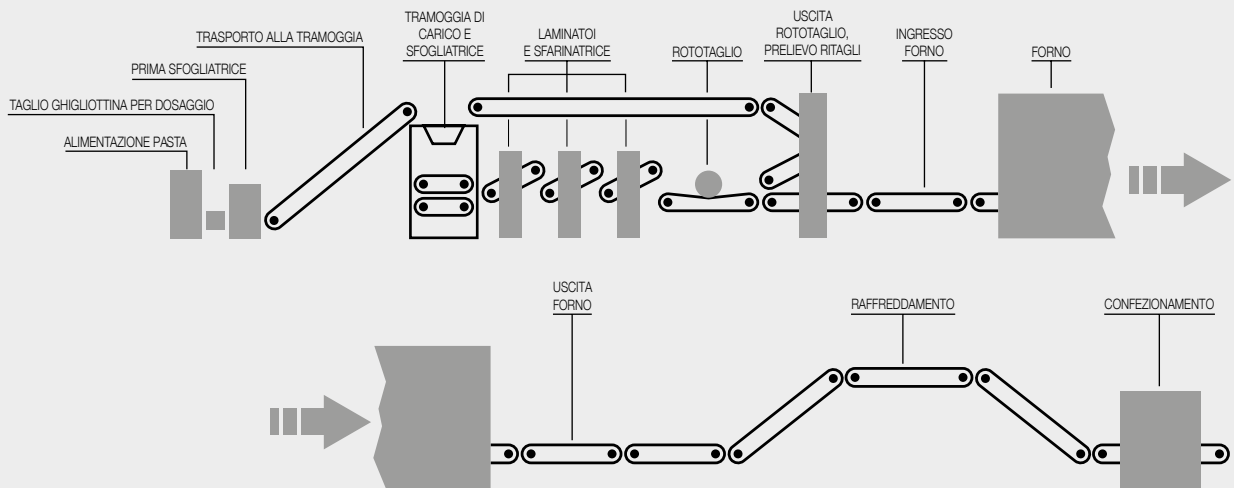 ALIMENTAZIONE PASTA
TAGLIO GHIGLIOTTINA PER DOSAGGIO
PRIMA SFOGLIATRICE
TRASPORTO ALLA TRAMOGGIA
TRAMOGGIA DI
CARICO E
SFOGLIATRICE
LAMINATOI
E SFARINATRICE
ROTOTAGLIO
USCITA
ROTOTAGLIO,
PRELIEVO RITAGLI
INGRESSO
FORNO
FORNO
USCITA
FORNO
RAFFREDDAMENTO
CONFEZIONAMENTO